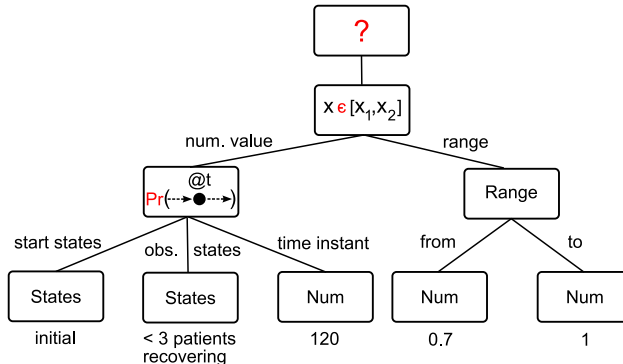 ?
x ϵ [x₁,x₂]
num. value
range
@t
Pr( )
Range
start states
obs. states
time instant
from
to
States
States
Num
Num
Num
initial
< 3 patients
recovering
120
0.7
1